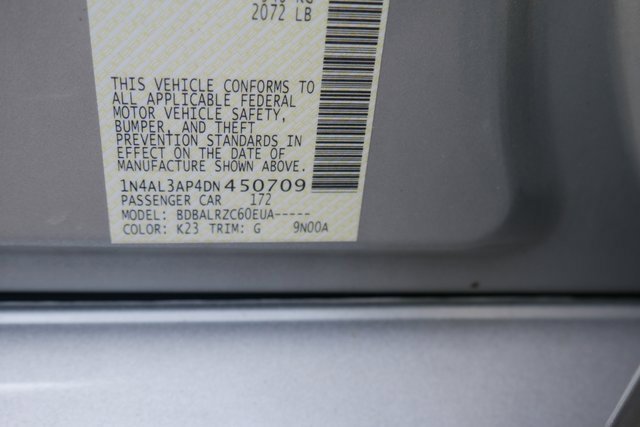 2072 LB
THIS VEHICLE CONFORMS TO
ALL APPLICABLE FEDERAL
MOTOR VEHICLE SAFETY,
BUMPER, AND THEFT
PREVENTION STANDARDS IN
EFFECT ON THE DATE OF
MANUFACTURE SHOWN ABOVE.
1N4AL3AP4DN450709
PASSENGER CAR 172
MODEL: BDBALRZC60EUA-----
COLOR: K23 TRIM: G 9N00A